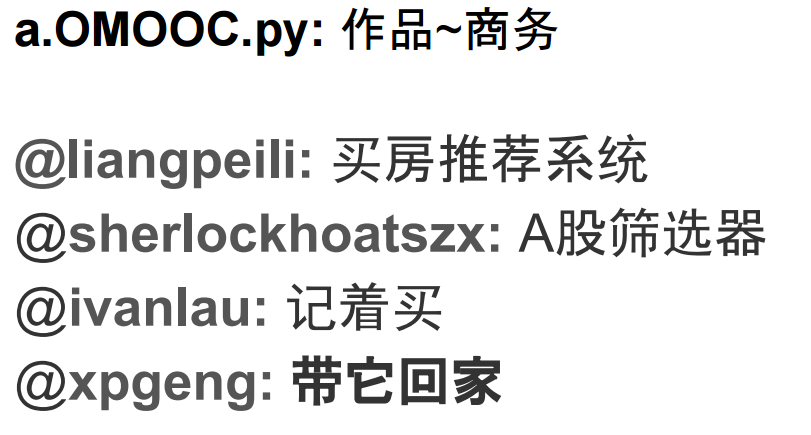 a.OMOOC.py: 作品~商务
@liangpeili: 买房推荐系统
@sherlockhoatszx: A股筛选器
@ivanlau: 记着买
@xpgeng: 带它回家